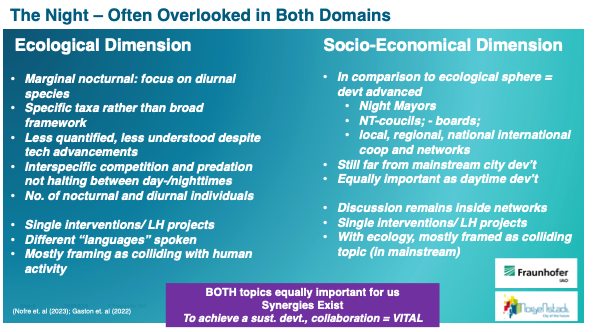 The Night – Often Overlooked in Both Domains
Ecological Dimension
• Marginal nocturnal: focus on diurnal
species
• Specific taxa rather than broad
framework
• Less quantified, less understood despite
tech advancements
• Interspecific competition and predation
not halting between day-/nighttimes
• No. of nocturnal and diurnal individuals
• Single interventions/ LH projects
• Different “languages” spoken
• Mostly framing as colliding with human
activity
(Nofre et. al (2023); Gaston et. al (2022)
Socio-Economical Dimension
• In comparison to ecological sphere =
devt advanced
• Night Mayors
• NT-coucils; - boards;
• local, regional, national international
coop and networks
• Still far from mainstream city dev’t
• Equally important as daytime dev’t
• Discussion remains inside networks
• Single interventions/ LH projects
• With ecology, mostly framed as colliding
topic (in mainstream)
BOTH topics equally important for us
Synergies Exist
To achieve a sust. devt., collaboration = VITAL
Fraunhofer
IAO